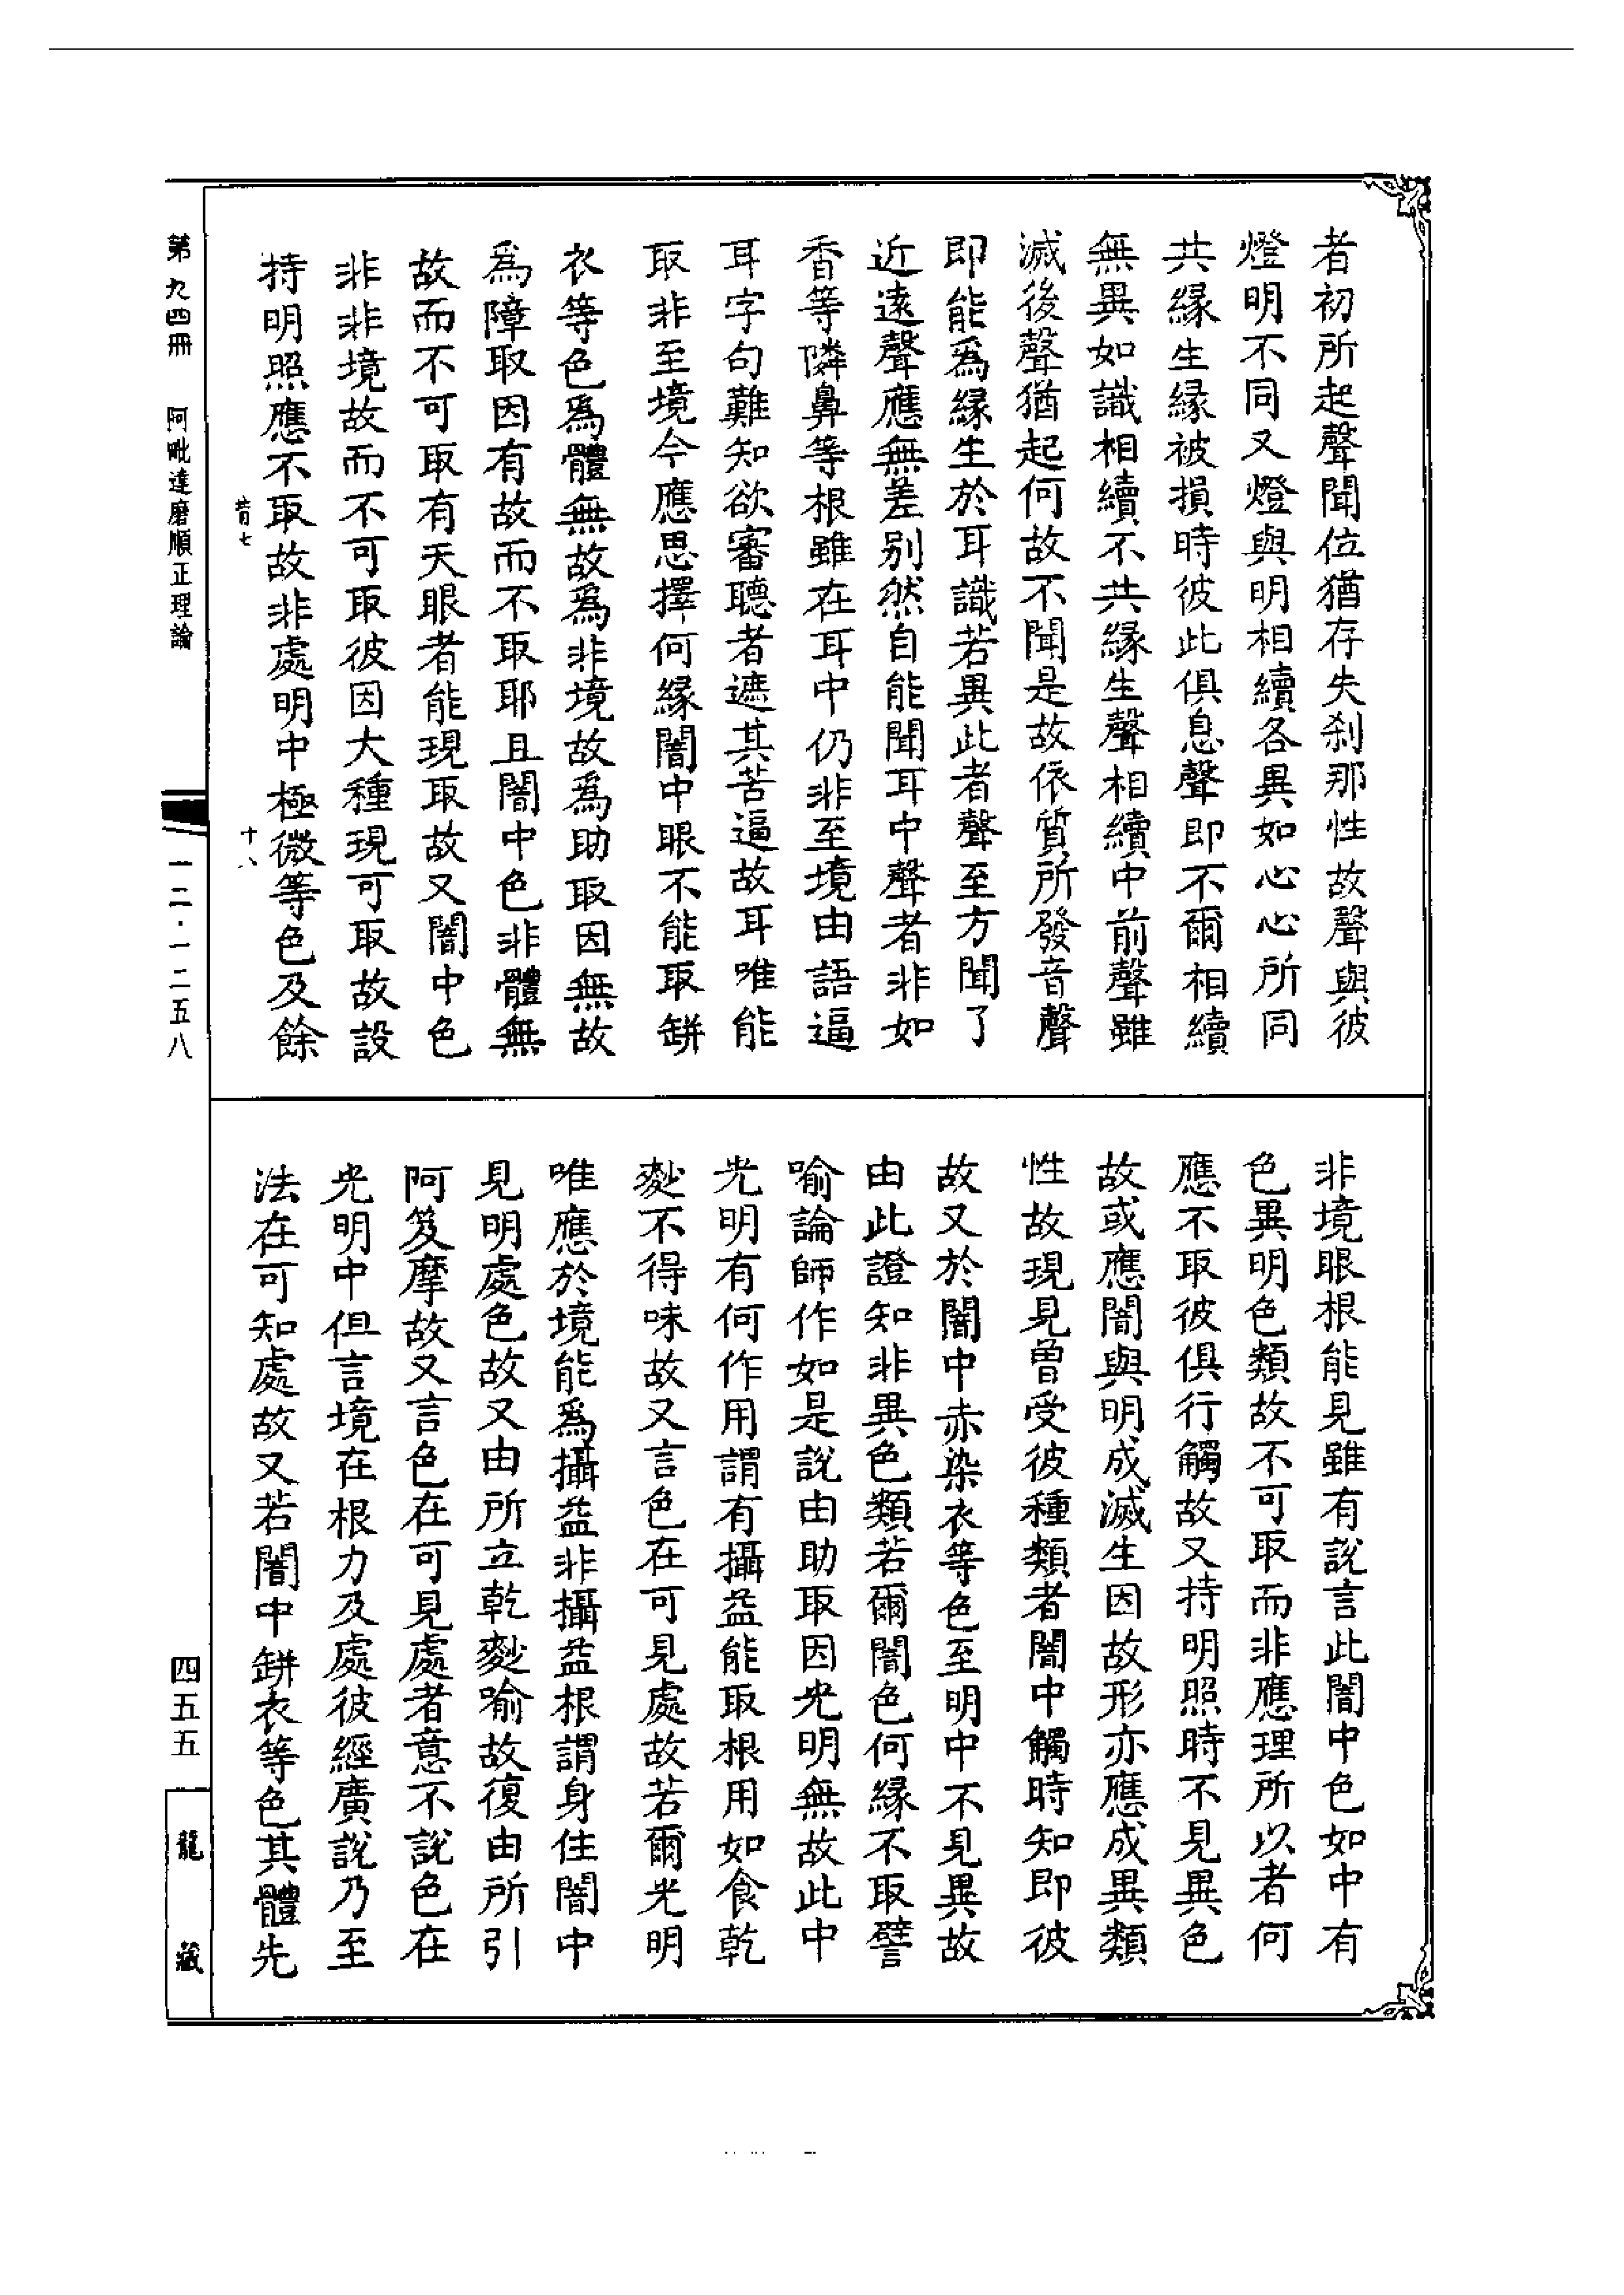 者初所起聲聞位猶存失刹那性故聲與彼
燈明不同又燈與明相續各異如心心所同
共緣生緣被損時彼此俱息聲即不爾相續
無異如識相續不共緣生聲相續中前聲雖
滅後聲猶起何故不聞是故依質所發音聲
即能爲緣生於耳識若異此者聲至方聞了
近遠聲應無差别然自能聞耳中聲者非如
香等隣鼻等根雖在耳中仍非至境由語逼
耳字句難知欲審聽者遮其苦逼故耳唯能
取非至境今應思擇何緣闇中眼不能取缾
衣等色爲體無故爲非境故爲助取因無故
爲障取因有故而不取耶且闇中色非體無
故而不可取有天眼者能現取故又闇中色
非非境故而不可取彼因大種現可取故設
持明照應不取故非處明中極微等色及餘
非境眼根能見雖有說言此闇中色如中有
色異明色類故不可取而非應理所以者何
應不取彼俱行觸故又持明照時不見異色
故或應闇與明成滅生因故形亦應成異類
性故現見曾受彼種類者闇中觸時知即彼
故又於闇中赤染衣等色至明中不見異故
由此證知非異色類若爾闇色何緣不取譬
喻論師作如是說由助取因光明無故此中
光明有何作用謂有攝益能取根用如食乾
麨不得味故又言色在可見處故若爾光明
唯應於境能爲攝益非攝益根謂身住闇中
見明處色故又由所立乾麨喻故復由所引
阿笈摩故又言色在可見處者意不說色在
光明中但言境在根力及處彼經廣說乃至
法在可知處故又若闇中缾衣等色其體先
第九四冊 阿毗達磨順正理論
一二·一二五八
四五五
龍藏
十八